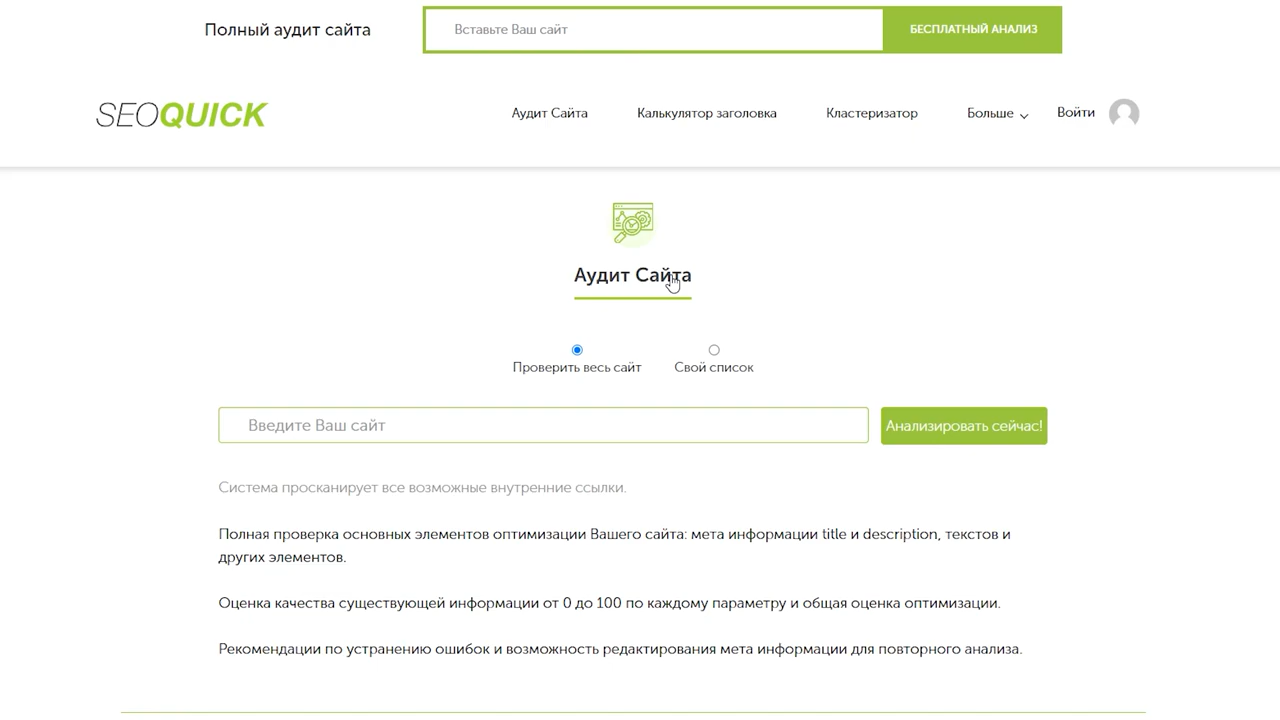 Полный аудит сайта
Вставьте Ваш сайт
БЕСПЛАТНЫЙ АНАЛИЗ
SEOQUICK
Аудит Сайта
Калькулятор заголовка
Кластеризатор
Больше
Войти
Аудит Сайта
Проверить весь сайт
Свой список
Введите Ваш сайт
Анализировать сейчас!
Система просканирует все возможные внутренние ссылки.
Полная проверка основных элементов оптимизации Вашего сайта: мета информации title и description, текстов и
других элементов.
Оценка качества существующей информации от 0 до 100 по каждому параметру и общая оценка оптимизации.
Рекомендации по устранению ошибок и возможность редактирования мета информации для повторного анализа.